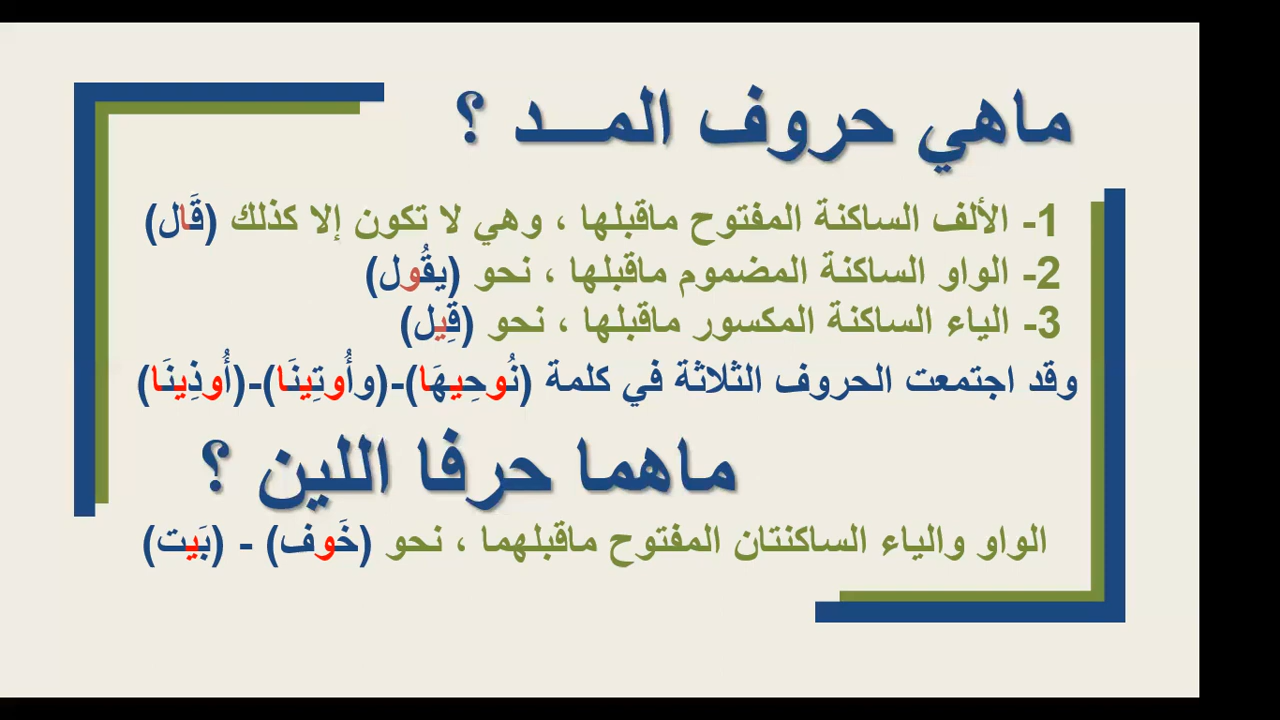 ماهي حروف المـــد ؟
1- الألف الساكنة المفتوح ماقبلها ، وهي لا تكون إلا كذلك (قَال)
2- الواو الساكنة المضموم ماقبلها ، نحو (يقُول)
3- الياء الساكنة المكسور ماقبلها ، نحو (قِيل)
وقد اجتمعت الحروف الثلاثة في كلمة (نُوحِيهَا)-(وأُوتِينَا)-(أُوذِينَا)
ماهما حرفا اللين ؟
الواو والياء الساكنتان المفتوح ماقبلهما ، نحو (خَوف) - (بَيت)